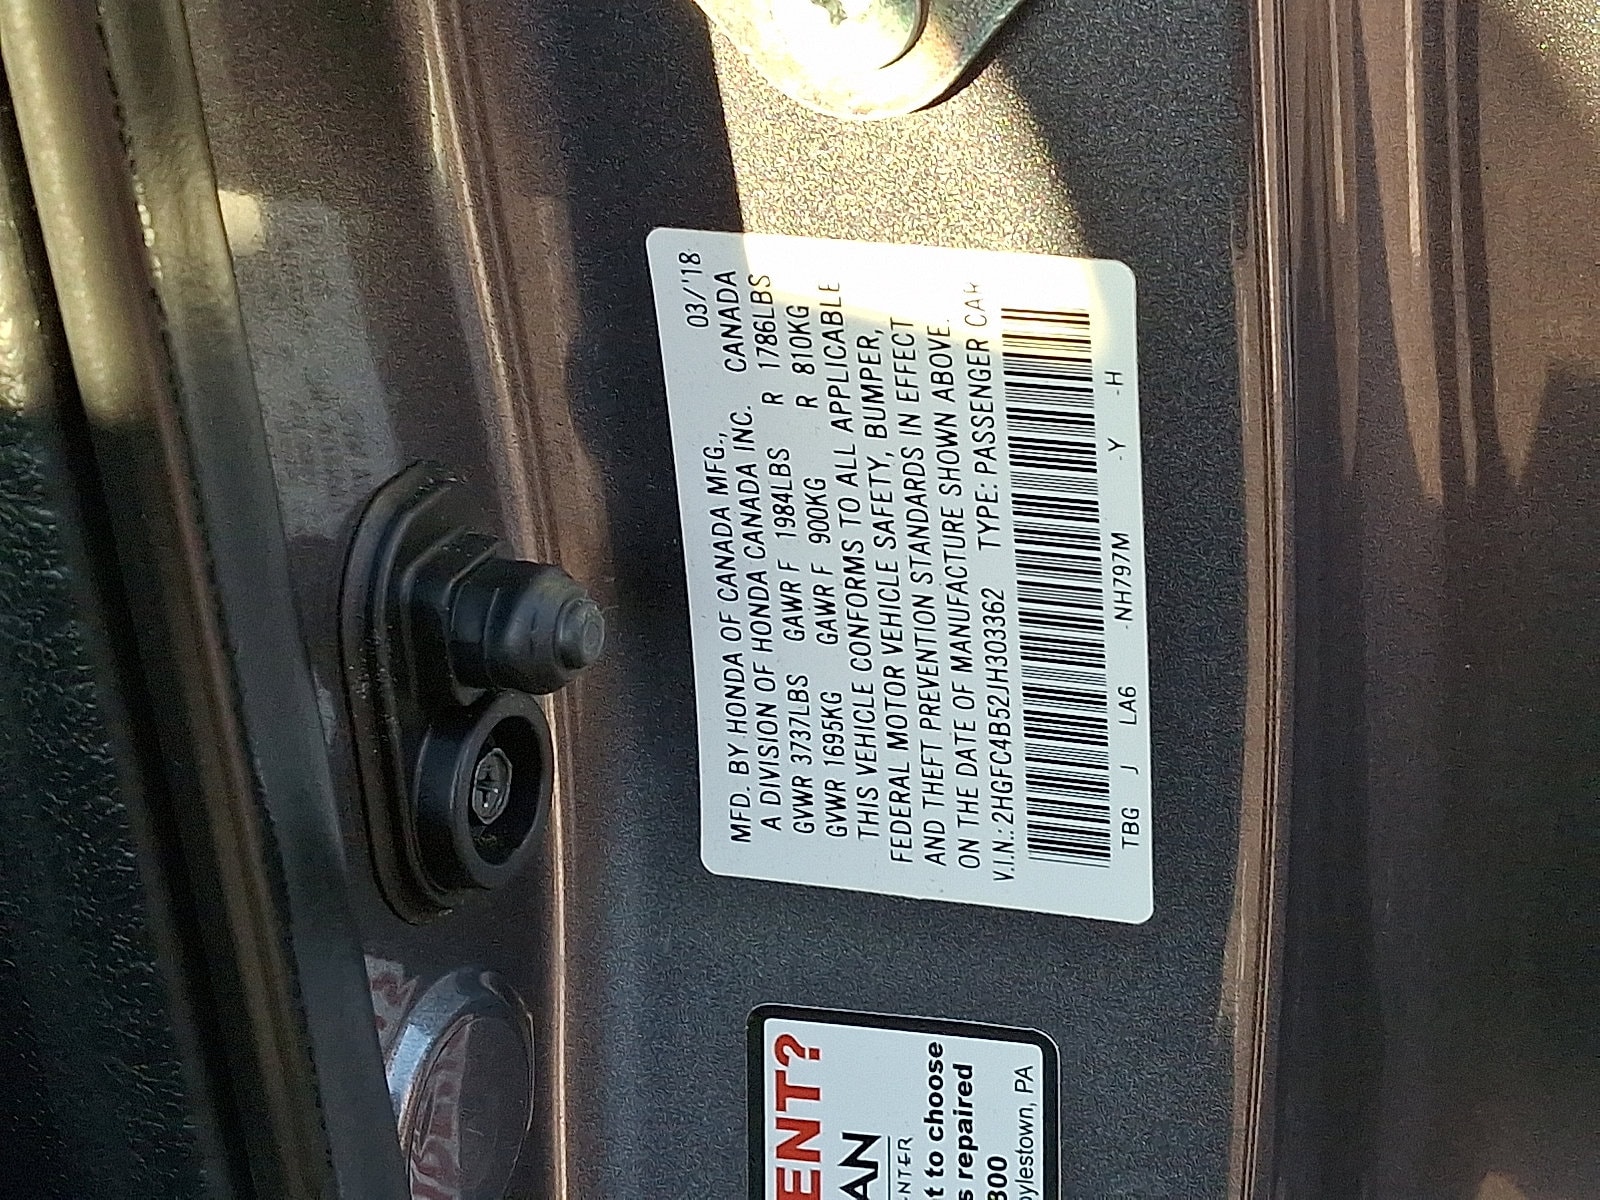 03/'18
MFD. BY HONDA OF CANADA MFG.,
A DIVISION OF HONDA CANADA INC. CANADA
GVWR 3737LBS GAWR F 1984LBS R 1786LBS
GVWR 1695KG GAWR F 900KG R 810KG
THIS VEHICLE CONFORMS TO ALL APPLICABLE
FEDERAL MOTOR VEHICLE SAFETY, BUMPER,
AND THEFT PREVENTION STANDARDS IN EFFECT
ON THE DATE OF MANUFACTURE SHOWN ABOVE.
V.I.N.: 2HGFC4B52JH303362 TYPE: PASSENGER CAR
TBG J LA6 -NH797M -Y -H
ENT?
AN
NTER
t to choose
s repaired
300
oylestown, PA